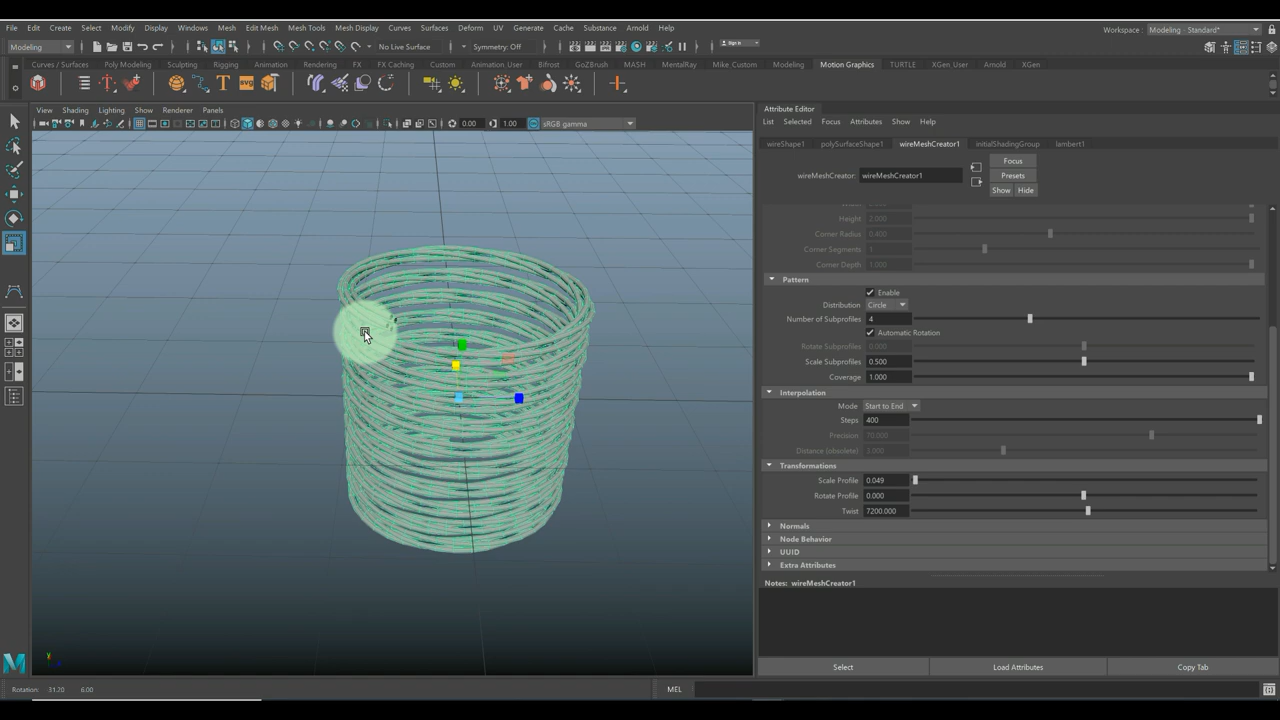 File Edit Create Select Modify Display Windows Mesh Edit Mesh Mesh Tools Mesh Display Curves Surfaces Deform UV Generate Cache Substance Arnold Help Workspace : Modeling - Standard*
Modeling No Live Surface Symmetry: Off Sign In
Curves / Surfaces Poly Modeling Sculpting Rigging Animation Rendering FX FX Caching Custom Animation_User Bifrost GoZBrush MASH MentalRay Mike_Custom Modeling Motion Graphics TURTLE XGen_User Arnold XGen
T SVG
View Shading Lighting Show Renderer Panels
0.00 1.00 sRGB gamma
Attribute Editor
List Selected Focus Attributes Show Help
wireShape1 polySurfaceShape1 wireMeshCreator1 initialShadingGroup lambert1
Focus
wireMeshCreator: wireMeshCreator1 Presets
Show Hide
Height 2.000
Corner Radius 0.400
Corner Segments 1
Corner Depth 1.000
Pattern
Enable
Distribution Circle
Number of Subprofiles 4
Automatic Rotation
Rotate Subprofiles 0.000
Scale Subprofiles 0.500
Coverage 1.000
Interpolation
Mode Start to End
Steps 400
Precision 70.000
Distance (obsolete) 2.000
Transformations
Scale Profile 0.049
Rotate Profile 0.000
Twist 7200.000
Normals
Node Behavior
UUID
Extra Attributes
Notes: wireMeshCreator1
Select Load Attributes Copy Tab
Rotation: 31.20 6.00 MEL